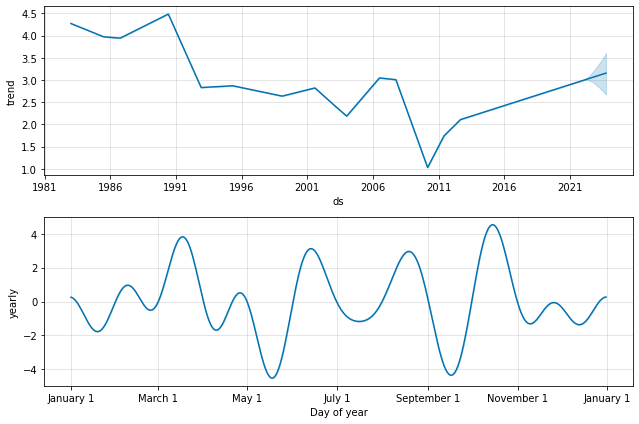 4.5
4.0
3.5
3.0
2.5
2.0
1.5
1.0
trend
1981 1986 1991 1996 2001 2006 2011 2016 2021
ds
4
2
0
−2
−4
yearly
January 1 March 1 May 1 July 1 September 1 November 1 January 1
Day of year